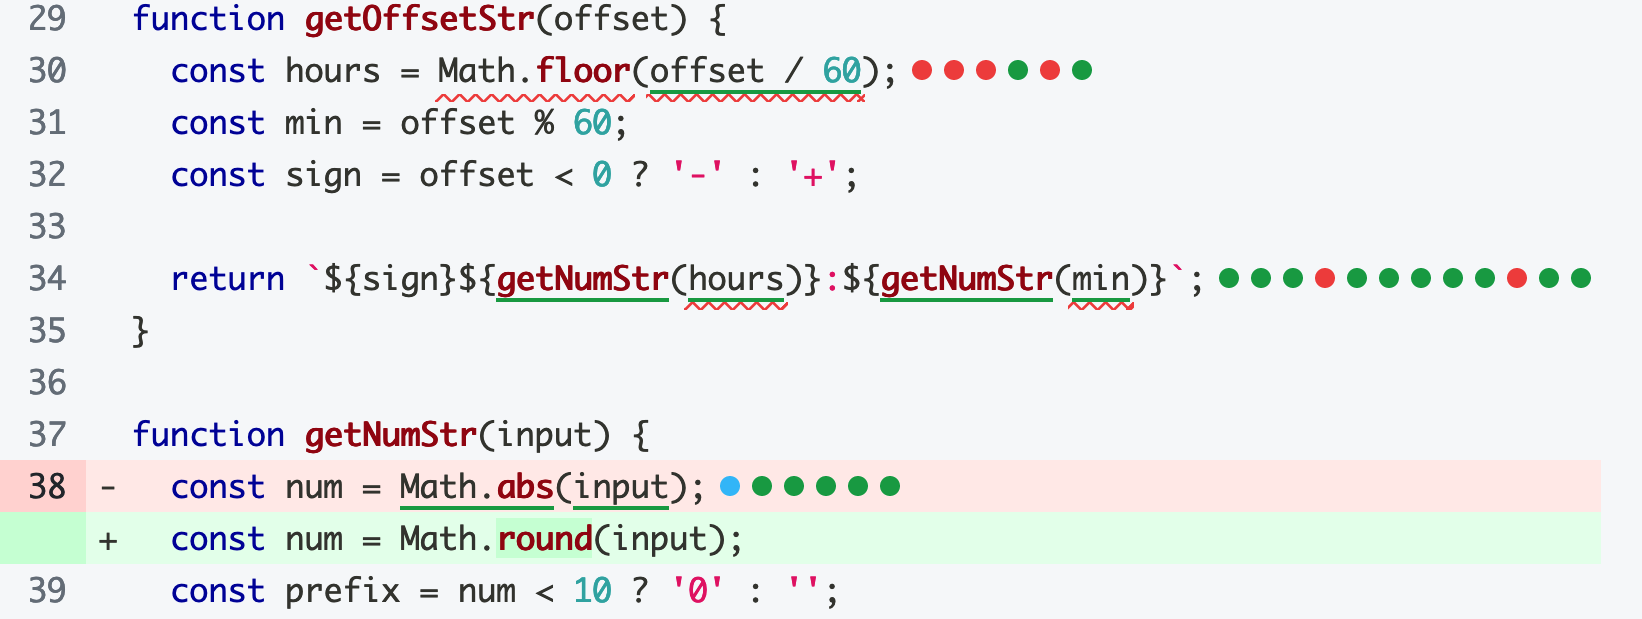 29 function getOffsetStr(offset) {
30 const hours = Math.floor(offset / 60);
31 const min = offset % 60;
32 const sign = offset < 0 ? '-' : '+';
33
34 return `${sign}${getNumStr(hours)}:${getNumStr(min)}`;
35 }
36
37 function getNumStr(input) {
38 - const num = Math.abs(input);
+ const num = Math.round(input);
39 const prefix = num < 10 ? '0' : '';